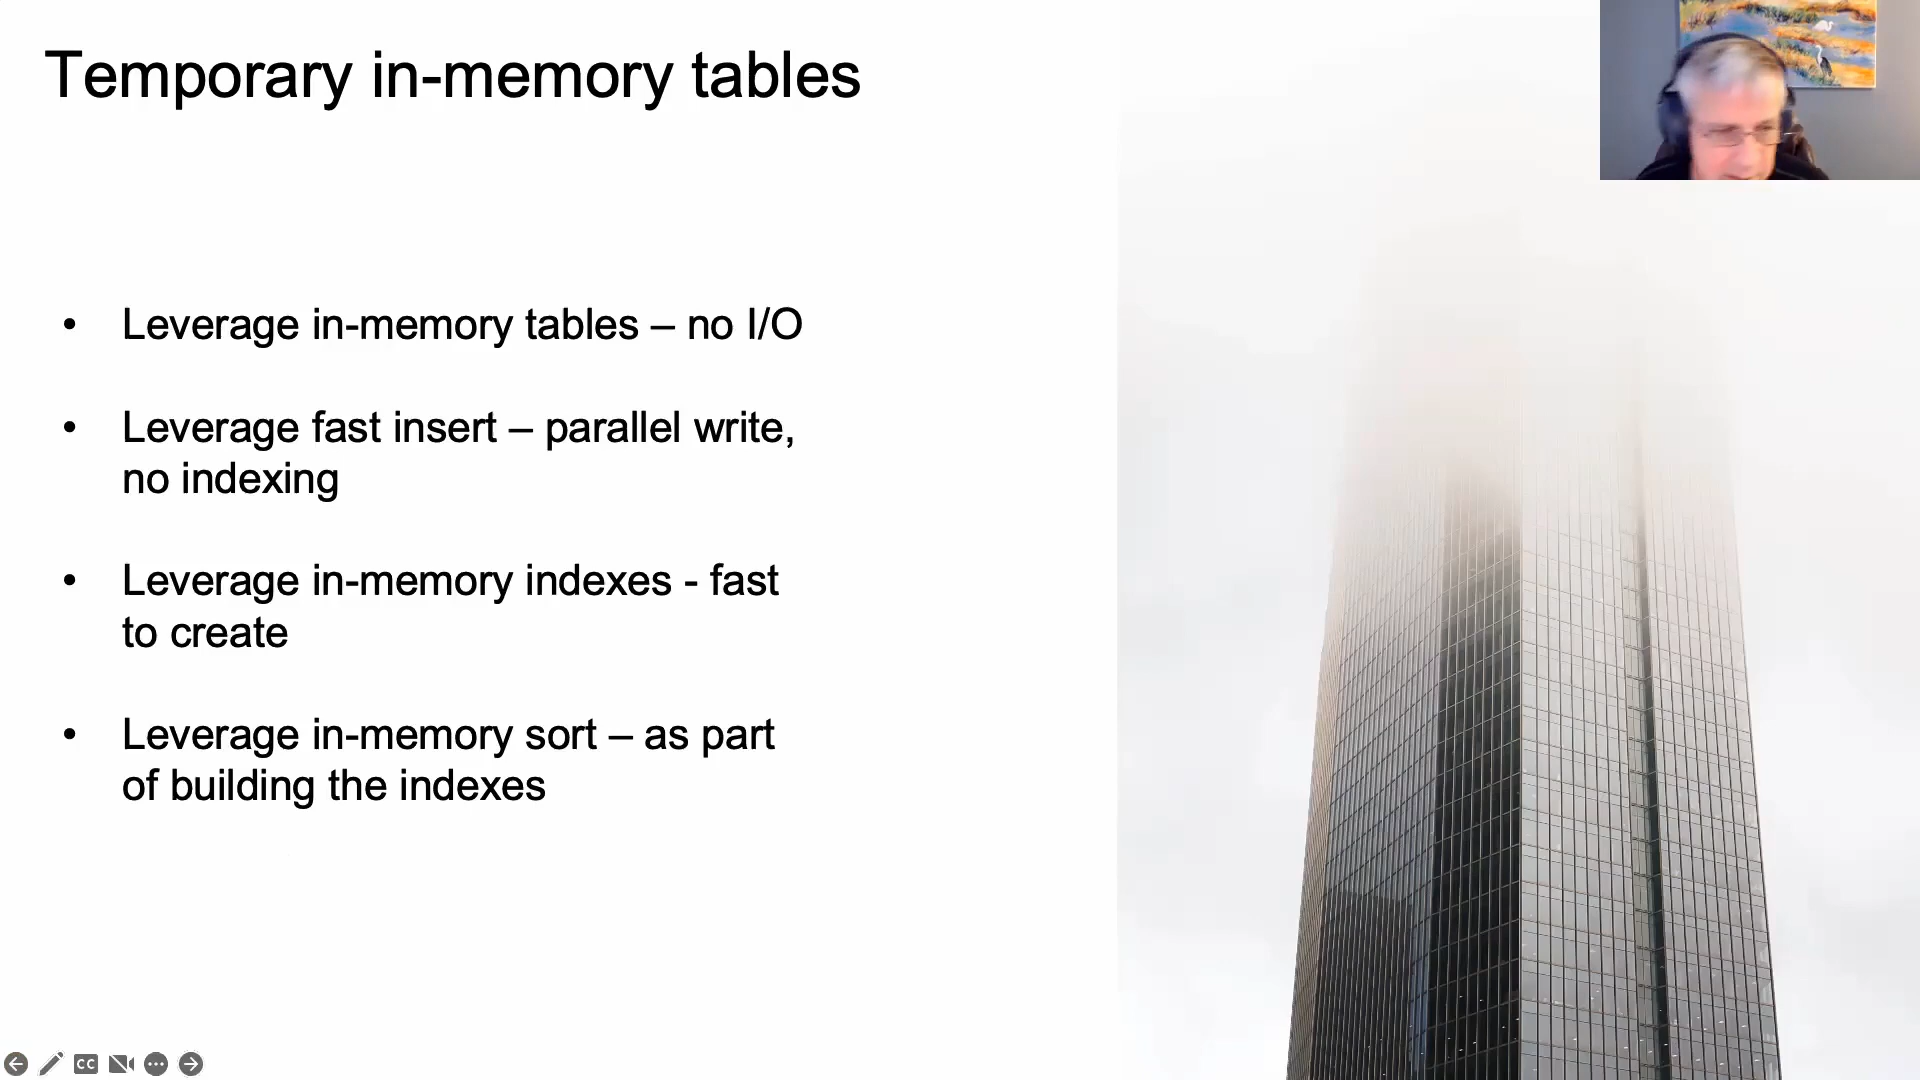 Temporary in-memory tables
• Leverage in-memory tables – no I/O
• Leverage fast insert – parallel write,
no indexing
• Leverage in-memory indexes - fast
to create
• Leverage in-memory sort – as part
of building the indexes
CC